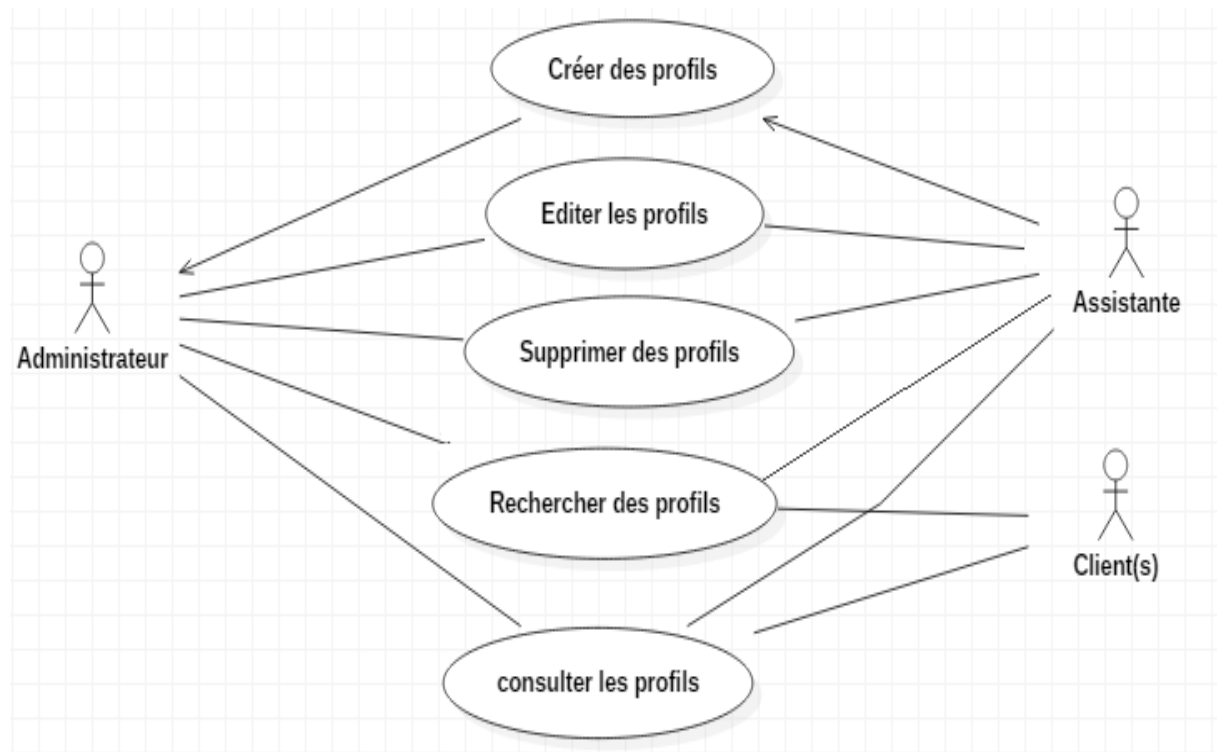 Créer des profils
Editer les profils
Assistante
Supprimer des profils
Administrateur
Rechercher des profils
Client(s)
consulter les profils